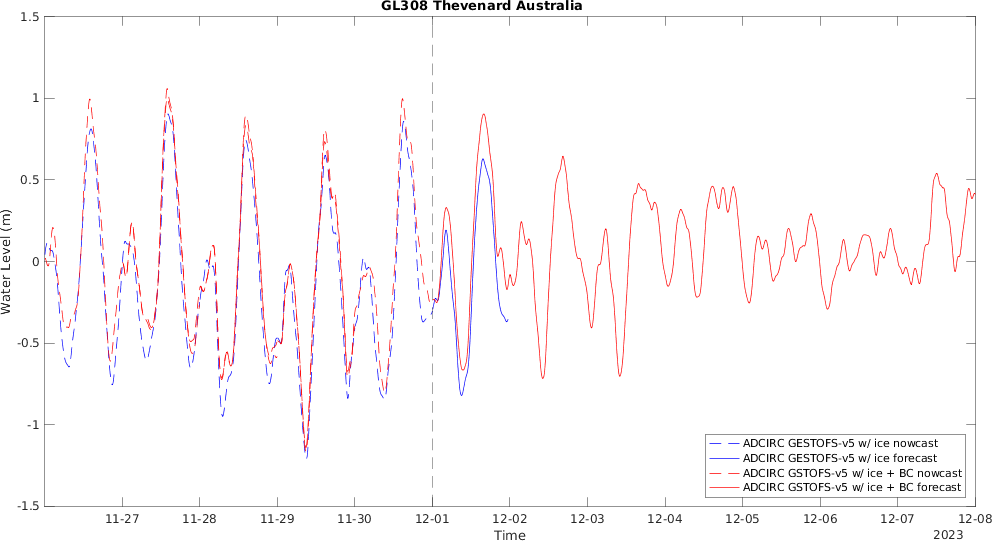 GL308 Thevenard Australia
1.5
1
0.5
0
-0.5
-1
-1.5
Water Level (m)
11-27
11-28
11-29
11-30
12-01
12-02
12-03
12-04
12-05
12-06
12-07
12-08
Time
2023
ADCIRC GESTOFS-v5 w/ ice nowcast
ADCIRC GESTOFS-v5 w/ ice forecast
ADCIRC GSTOFS-v5 w/ ice + BC nowcast
ADCIRC GSTOFS-v5 w/ ice + BC forecast